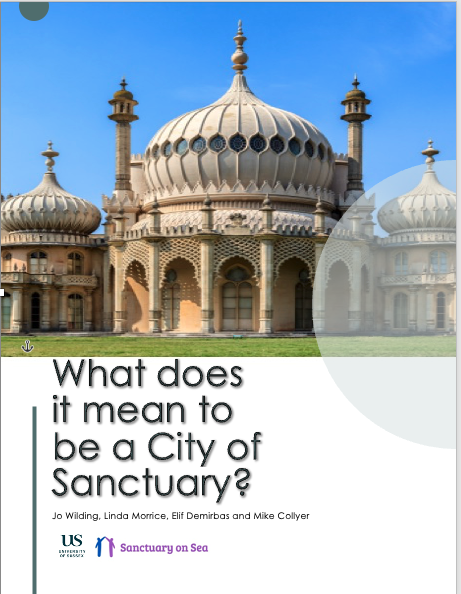 What does
it mean to
be a City of
Sanctuary?
Jo Wilding, Linda Morrice, Elif Demirbas and Mike Collyer
US
UNIVERSITY
OF SUSSEX
Sanctuary on Sea